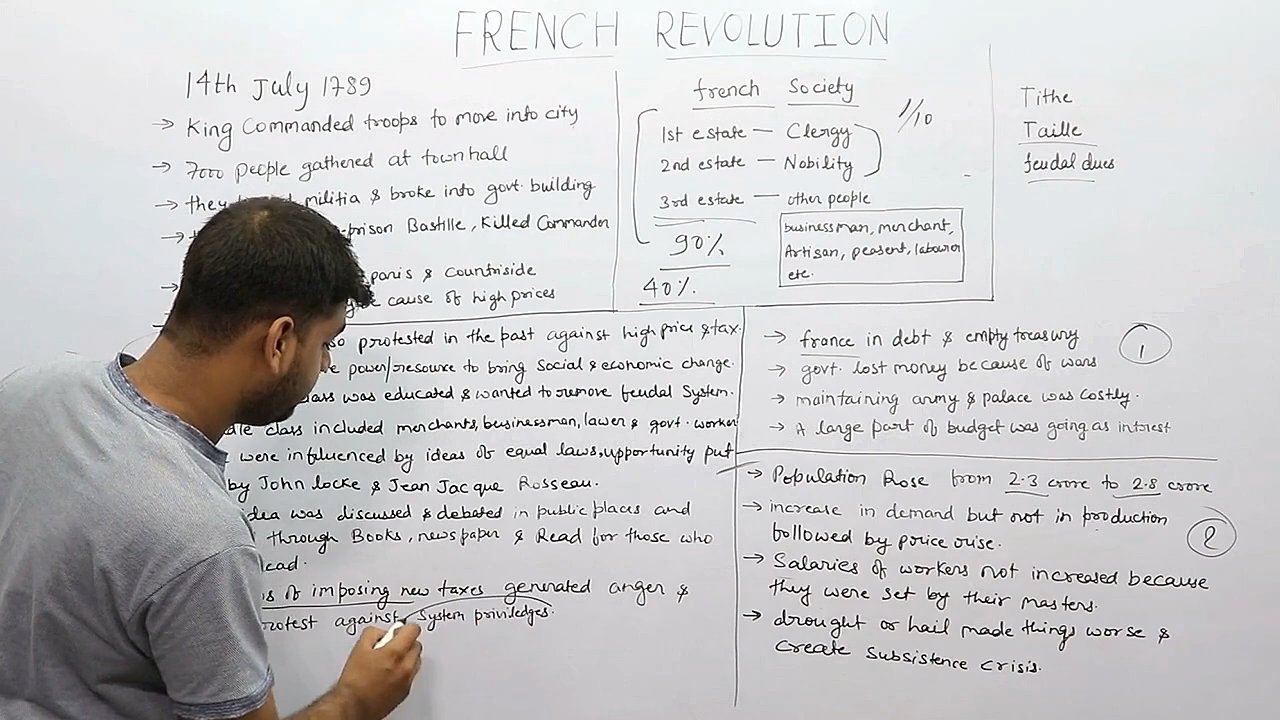 FRENCH REVOLUTION
14th July 1789
→ King Commanded troops to move into city
→ 7000 people gathered at townhall
→ they militia & broke into govt. building
→ prison Bastille, Killed Commander
paris & Countriside
cause of high prices
french Society
1st estate — Clergy
2nd estate — Nobility
3rd estate — other people
1/10
90%
40%
businessman, merchant,
Artisan, peasent, labourer
etc.
Tithe
Taille
feudal dues
protested in the past against high price & tax.
power/resource to bring Social & economic change.
was educated & wanted to remove feudal System.
class included merchants, businessman, lawer & govt. worker
were influenced by ideas of equal laws, upportunity put
by John locke & Jean Jacque Rosseau.
idea was discussed & debated in public places and
through Books, newspaper & Read for those who
of imposing new taxes generated anger &
protest against System priviledges.
→ france in debt & empty treasury
→ govt. lost money because of wars
→ maintaining army & palace was costly.
→ A large part of budget was going as interest
1
→ Population Rose from 2.3 crore to 2.8 crore
→ increase in demand but not in production
followed by price rise.
→ Salaries of workers not increased because
they were set by their masters.
→ drought or hail made things worse &
create subsistence crisis.
2